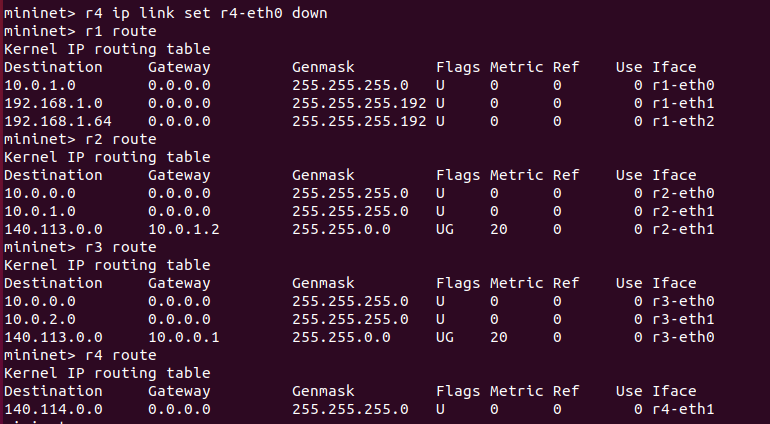 mininet> r4 ip link set r4-eth0 down
mininet> r1 route
Kernel IP routing table
Destination     Gateway         Genmask         Flags Metric Ref    Use Iface
10.0.1.0        0.0.0.0         255.255.255.0   U     0      0        0 r1-eth0
192.168.1.0     0.0.0.0         255.255.255.192 U     0      0        0 r1-eth1
192.168.1.64    0.0.0.0         255.255.255.192 U     0      0        0 r1-eth2
mininet> r2 route
Kernel IP routing table
Destination     Gateway         Genmask         Flags Metric Ref    Use Iface
10.0.0.0        0.0.0.0         255.255.255.0   U     0      0        0 r2-eth0
10.0.1.0        0.0.0.0         255.255.255.0   U     0      0        0 r2-eth1
140.113.0.0     10.0.1.2        255.255.0.0     UG    20     0        0 r2-eth1
mininet> r3 route
Kernel IP routing table
Destination     Gateway         Genmask         Flags Metric Ref    Use Iface
10.0.0.0        0.0.0.0         255.255.255.0   U     0      0        0 r3-eth0
10.0.2.0        0.0.0.0         255.255.255.0   U     0      0        0 r3-eth1
140.113.0.0     10.0.0.1        255.255.0.0     UG    20     0        0 r3-eth0
mininet> r4 route
Kernel IP routing table
Destination     Gateway         Genmask         Flags Metric Ref    Use Iface
140.114.0.0     0.0.0.0         255.255.255.0   U     0      0        0 r4-eth1